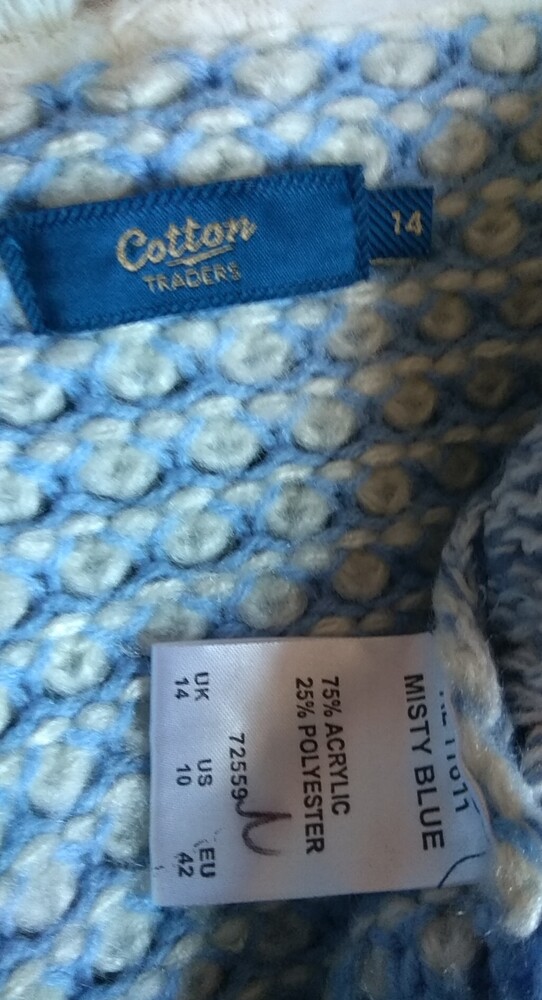 Cotton
TRADERS
14
MISTY BLUE
75% ACRYLIC
25% POLYESTER
72559
UK US EU
14 10 42